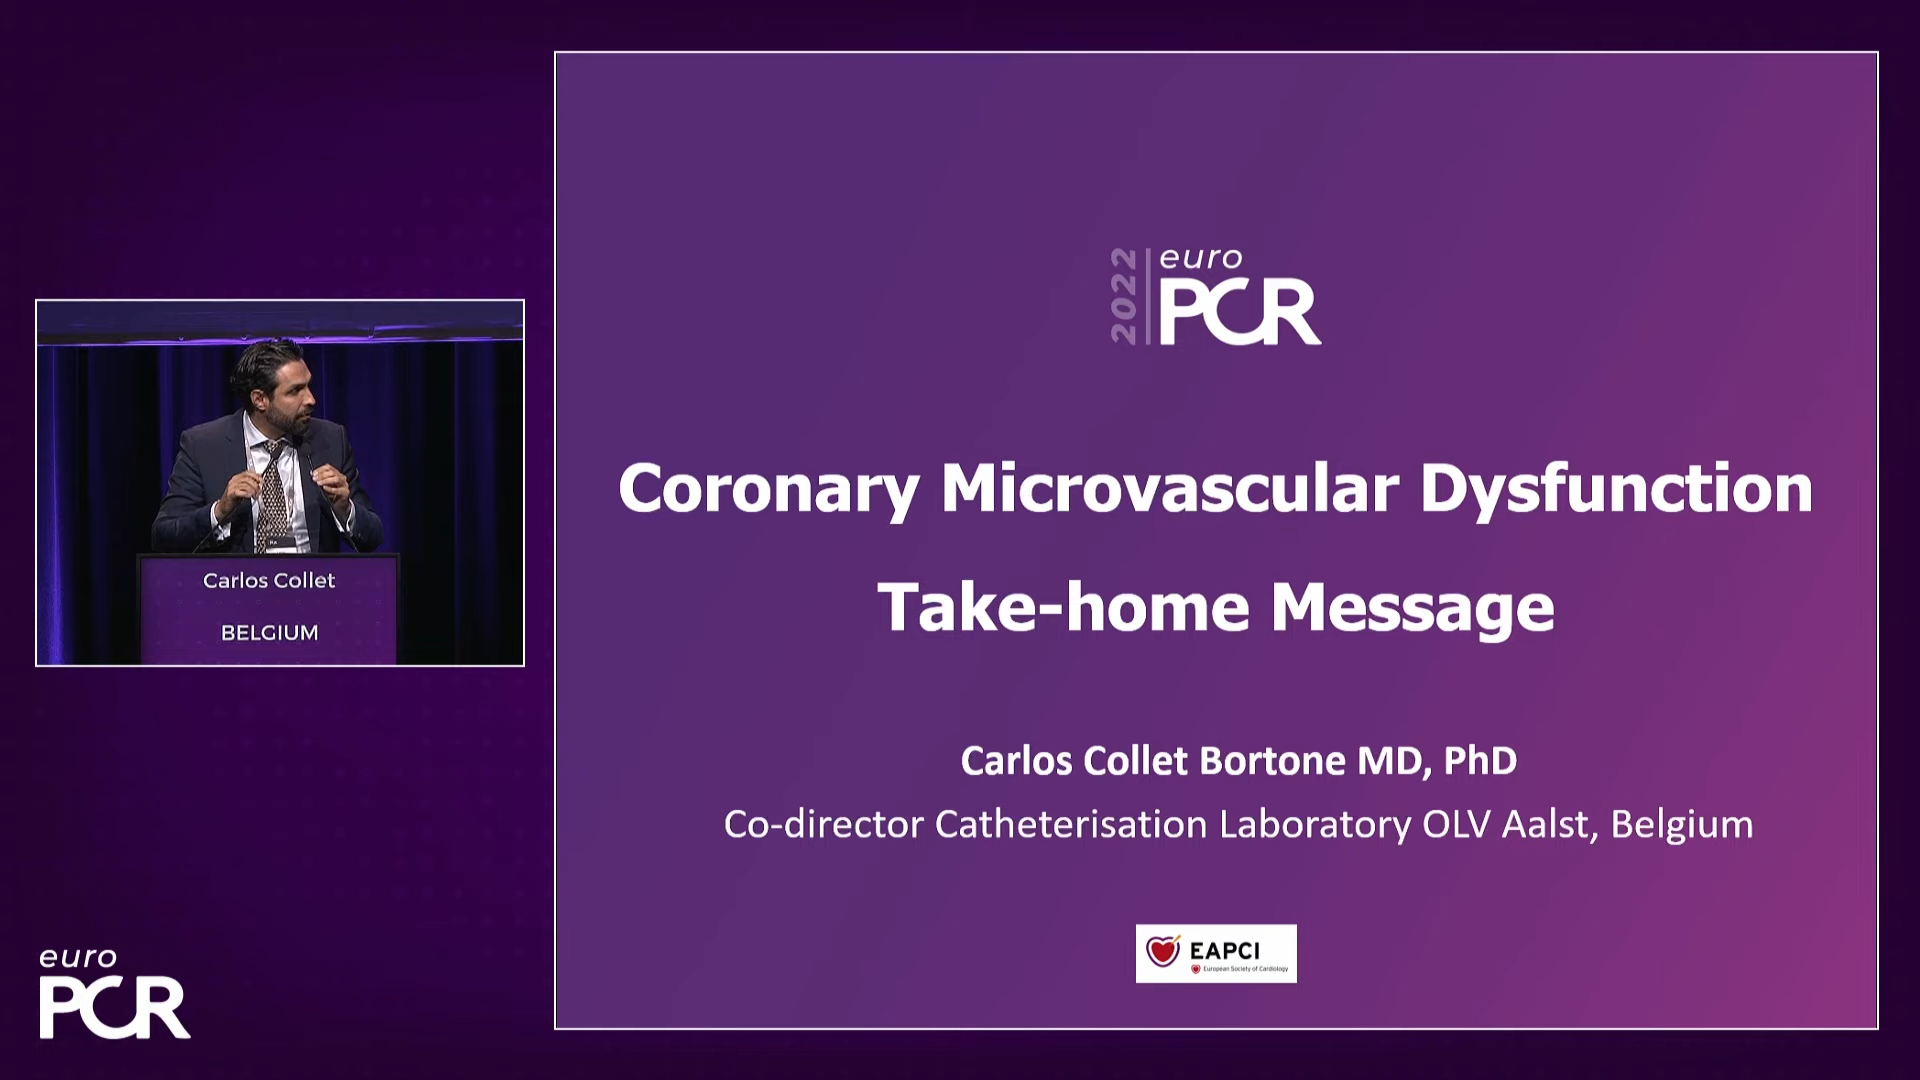 Carlos Collet
BELGIUM
euro
PCR
2022
euro
PCR
Coronary Microvascular Dysfunction
Take-home Message
Carlos Collet Bortone MD, PhD
Co-director Catheterisation Laboratory OLV Aalst, Belgium
EAPCI
European Society of Cardiology